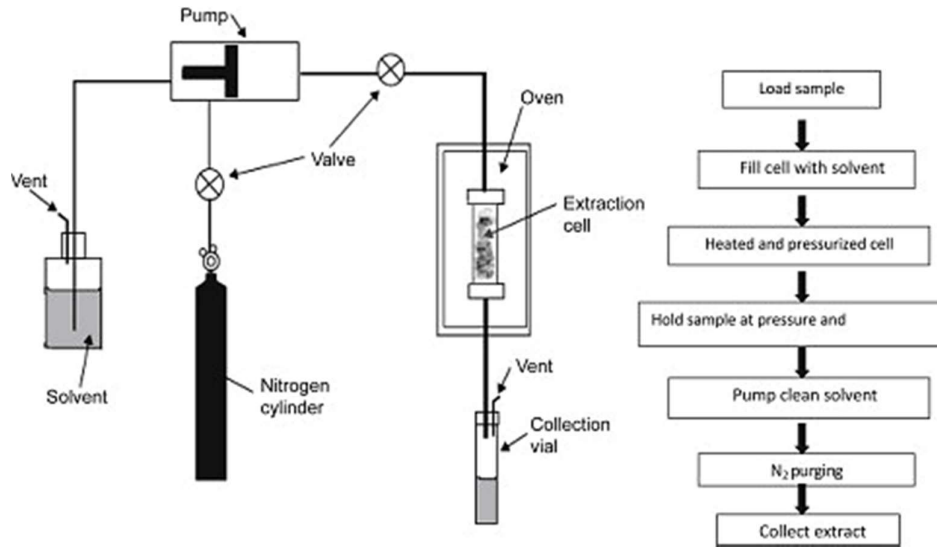 Pump
Oven
Valve
Vent
Extraction
cell
Solvent
Nitrogen
cylinder
Vent
Collection
vial
Load sample
Fill cell with solvent
Heated and pressurized cell
Hold sample at pressure and
Pump clean solvent
N₂ purging
Collect extract